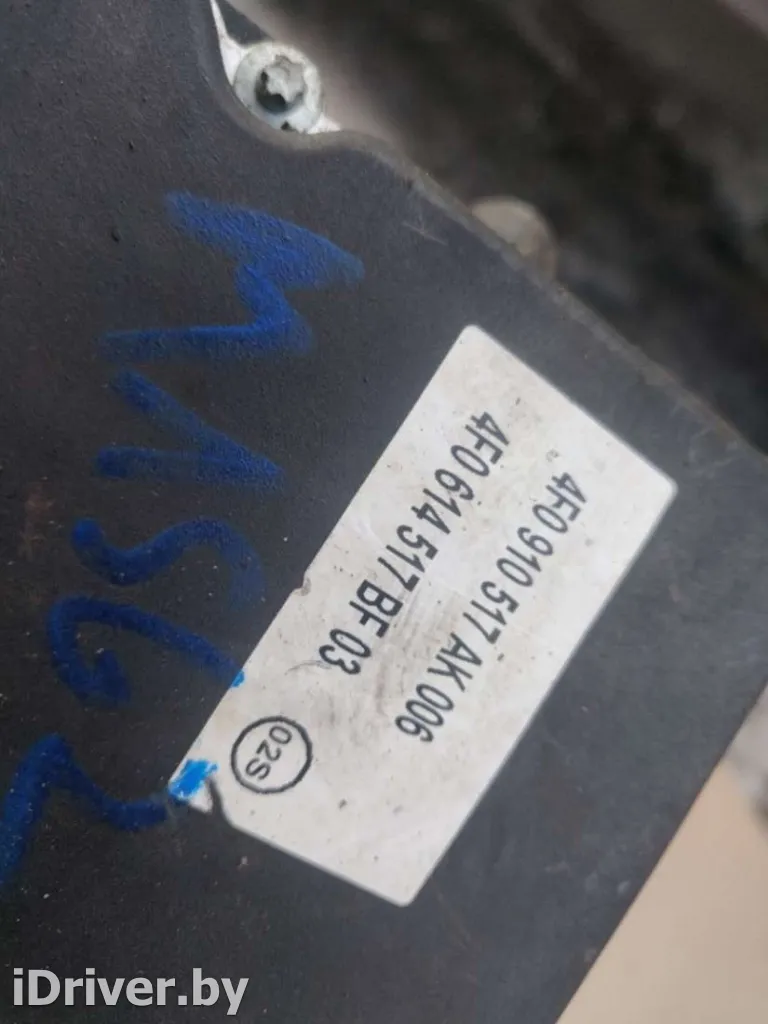 4F0 910 517 AK 006
4F0 614 517 BF 03
02S
iDriver.by